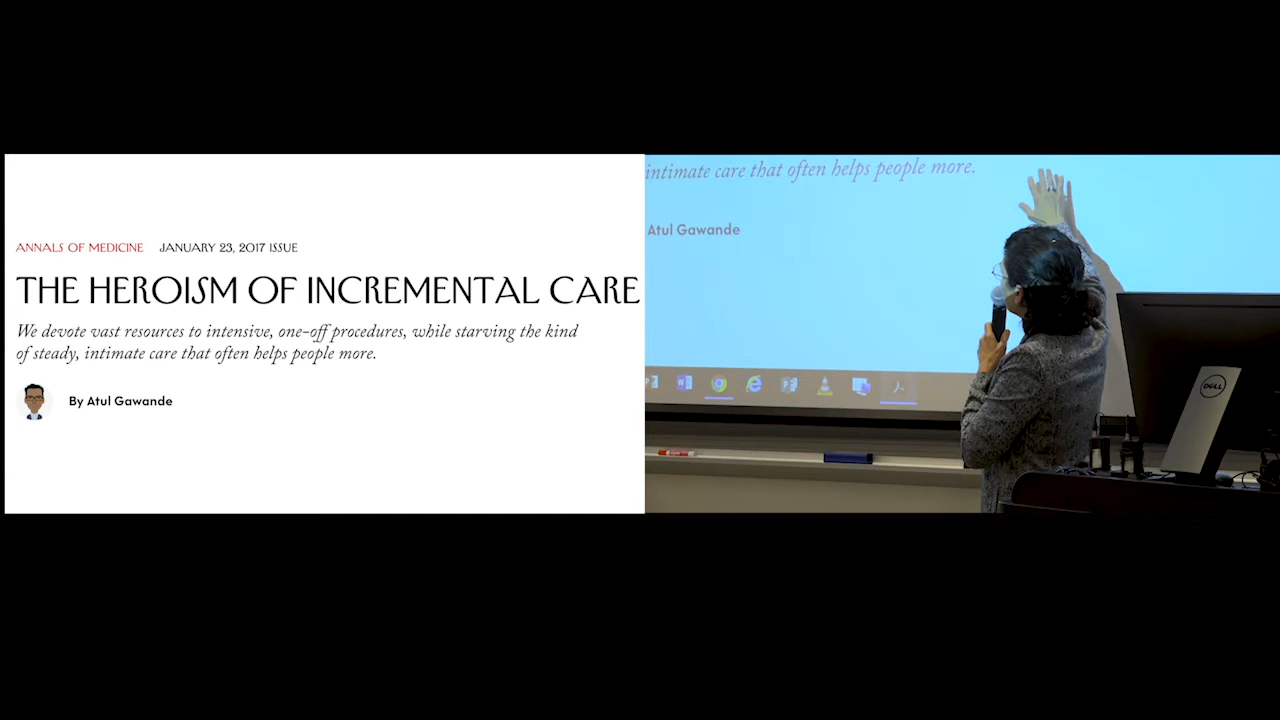 ANNALS OF MEDICINE JANUARY 23, 2017 ISSUE
THE HEROISM OF INCREMENTAL CARE
We devote vast resources to intensive, one-off procedures, while starving the kind
of steady, intimate care that often helps people more.
By Atul Gawande
intimate care that often helps people more.
Atul Gawande
DELL